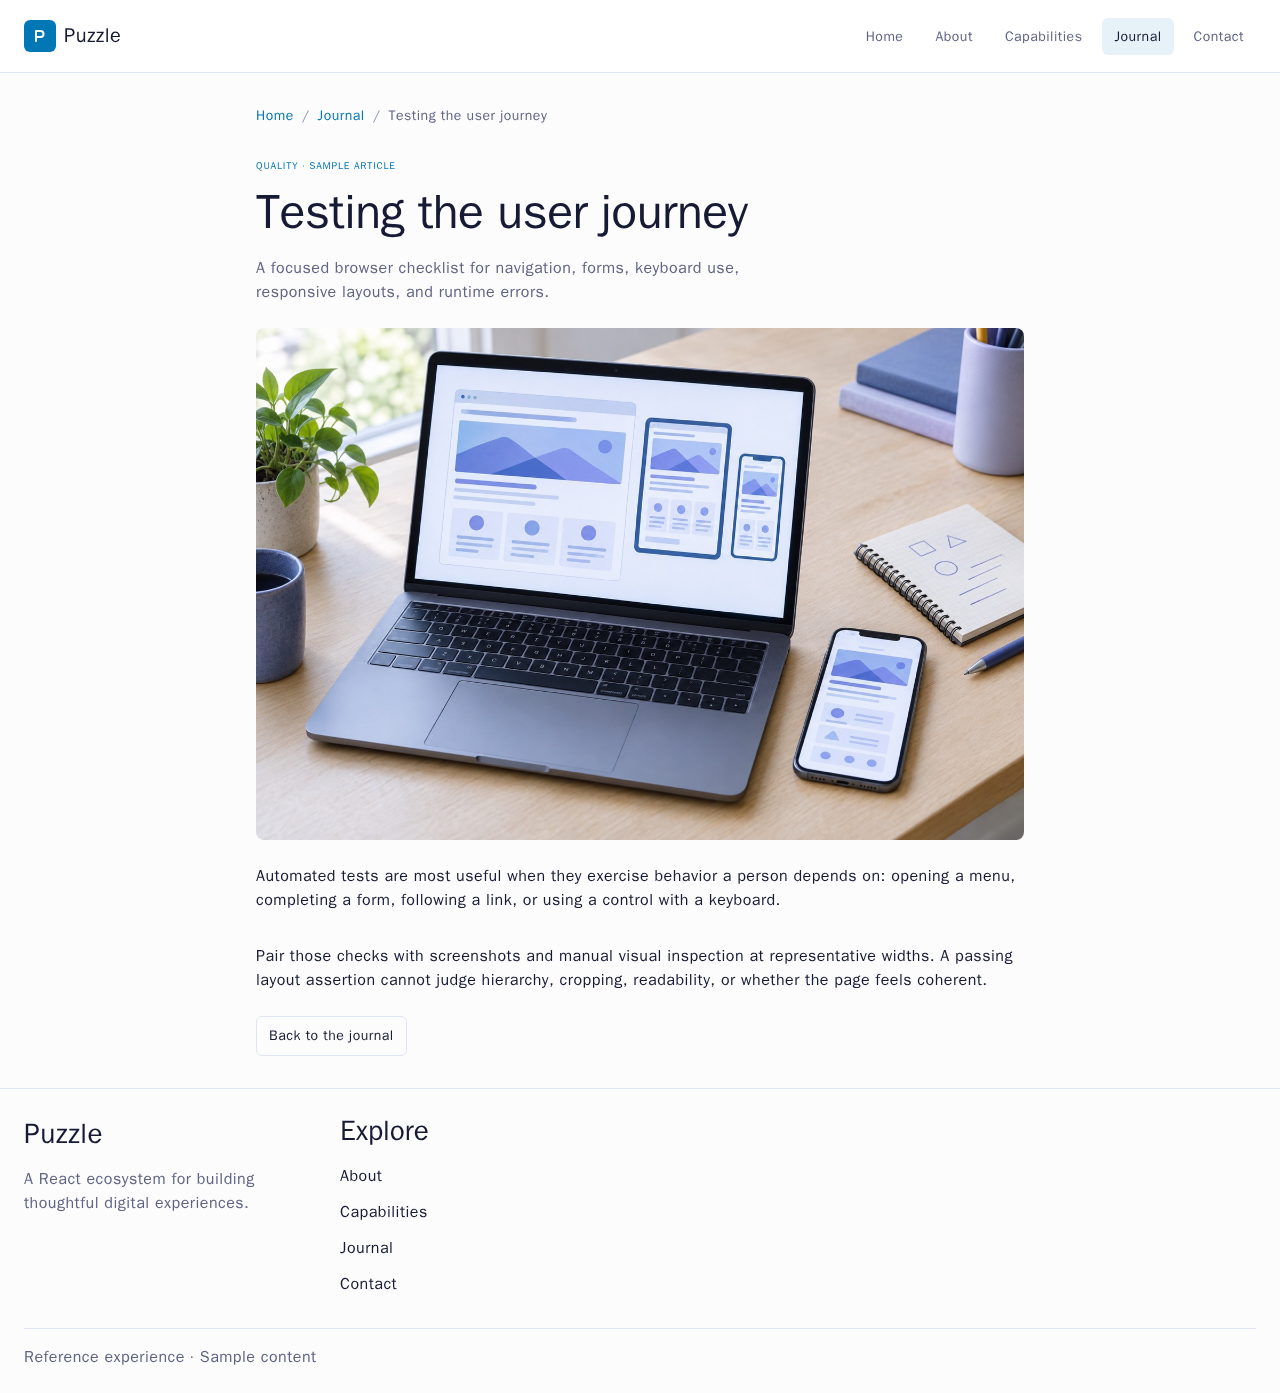 P Puzzle
Home About Capabilities Journal Contact
Home / Journal / Testing the user journey
QUALITY · SAMPLE ARTICLE
Testing the user journey
A focused browser checklist for navigation, forms, keyboard use,
responsive layouts, and runtime errors.
Automated tests are most useful when they exercise behavior a person depends on: opening a menu,
completing a form, following a link, or using a control with a keyboard.
Pair those checks with screenshots and manual visual inspection at representative widths. A passing
layout assertion cannot judge hierarchy, cropping, readability, or whether the page feels coherent.
Back to the journal
Puzzle
A React ecosystem for building
thoughtful digital experiences.
Explore
About
Capabilities
Journal
Contact
Reference experience · Sample content